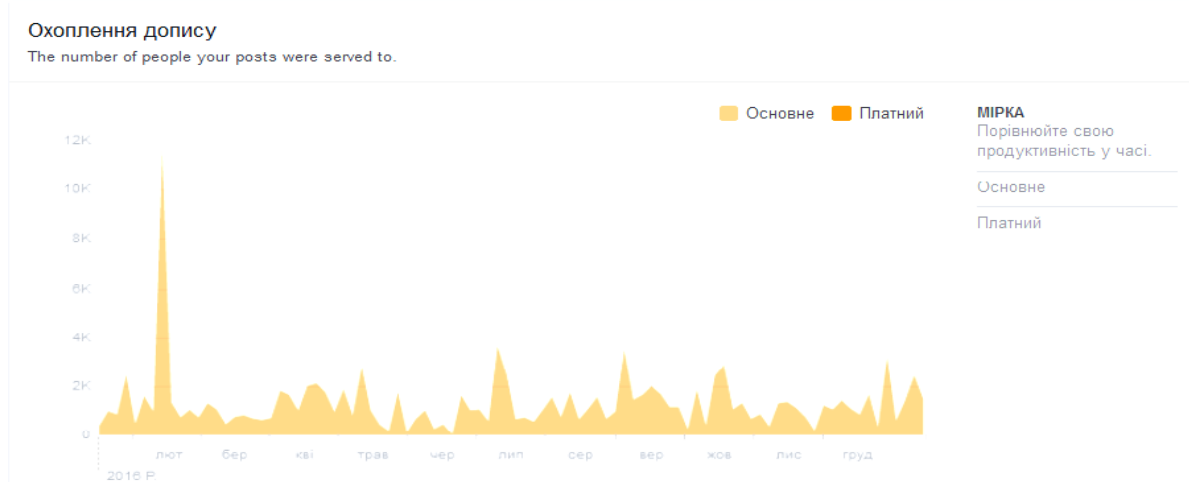 Охоплення допису
The number of people your posts were served to.
Основне
Платний
МІРКА
Порівнюйте свою
продуктивність у часі.
Основне
Платний
12K
10K
8K
6K
4K
2K
0
лют
бер
кві
трав
чер
лип
сер
вер
жов
лис
груд
2016 Р.